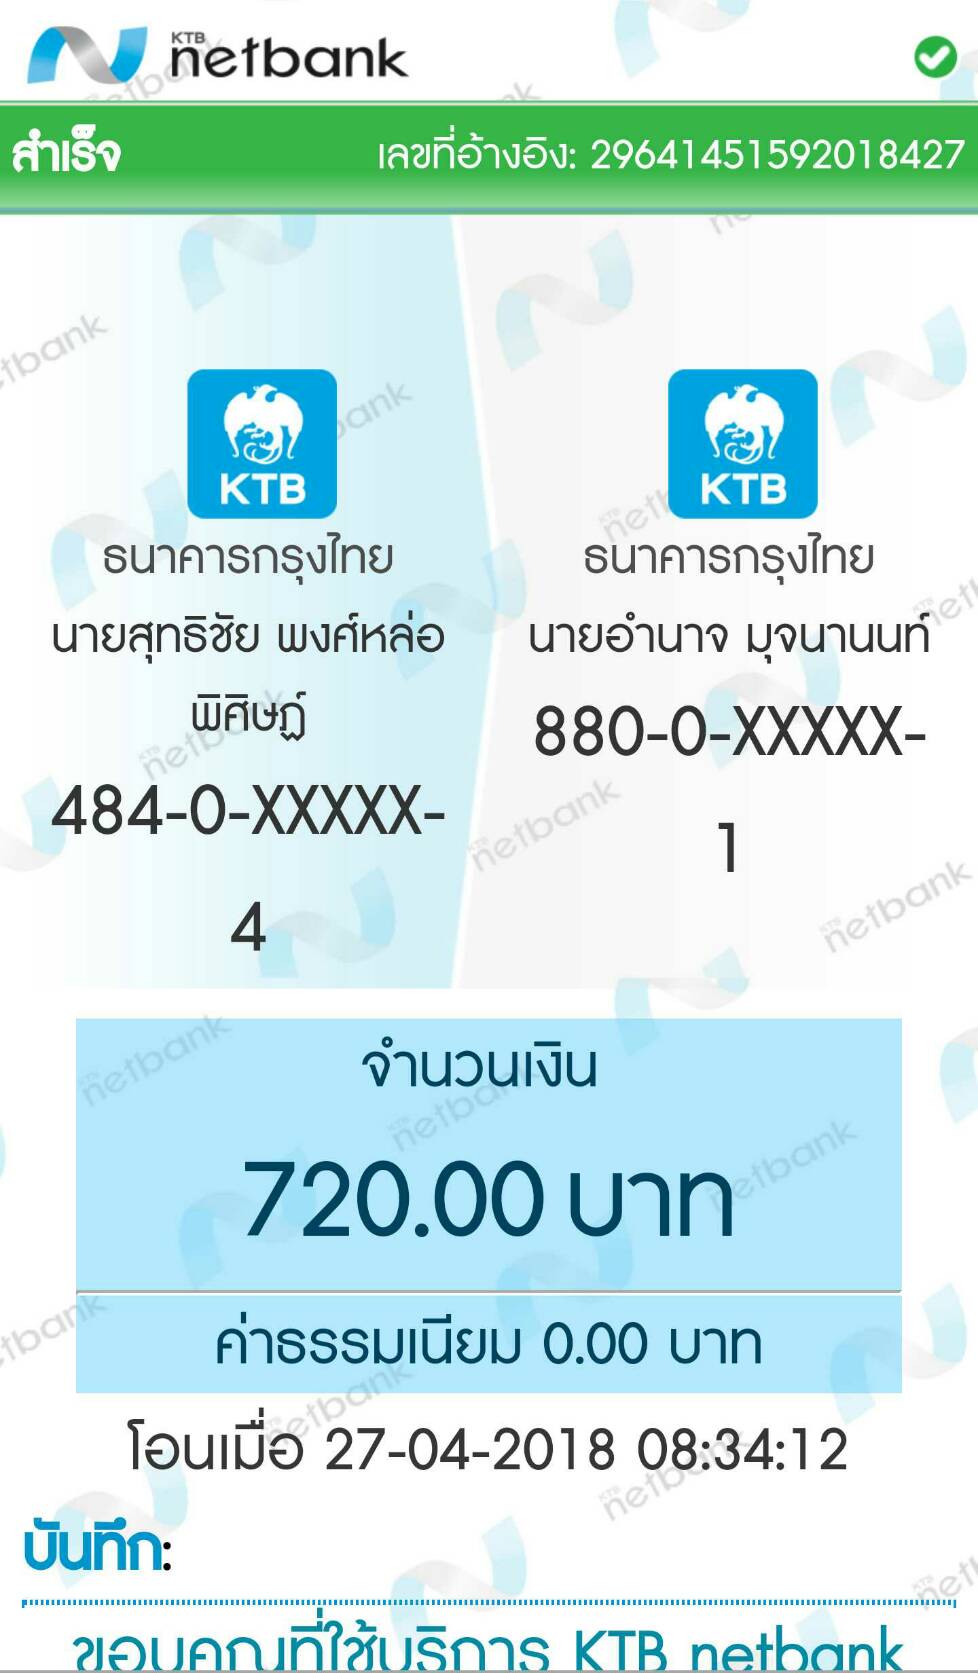 KTB
netbank
สำเร็จ เลขที่อ้างอิง: 29641451592018427
KTB KTB
ธนาคารกรุงไทย ธนาคารกรุงไทย
นายสุทธิชัย พงศ์หล่อ นายอำนาจ มุจนานนท์
พิศิษฏ์ 880-0-XXXXX-
484-0-XXXXX- 1
4
จำนวนเงิน
720.00 บาท
ค่าธรรมเนียม 0.00 บาท
โอนเมื่อ 27-04-2018 08:34:12
บันทึก:
ขอบคุณที่ใช้บริการ KTB netbank